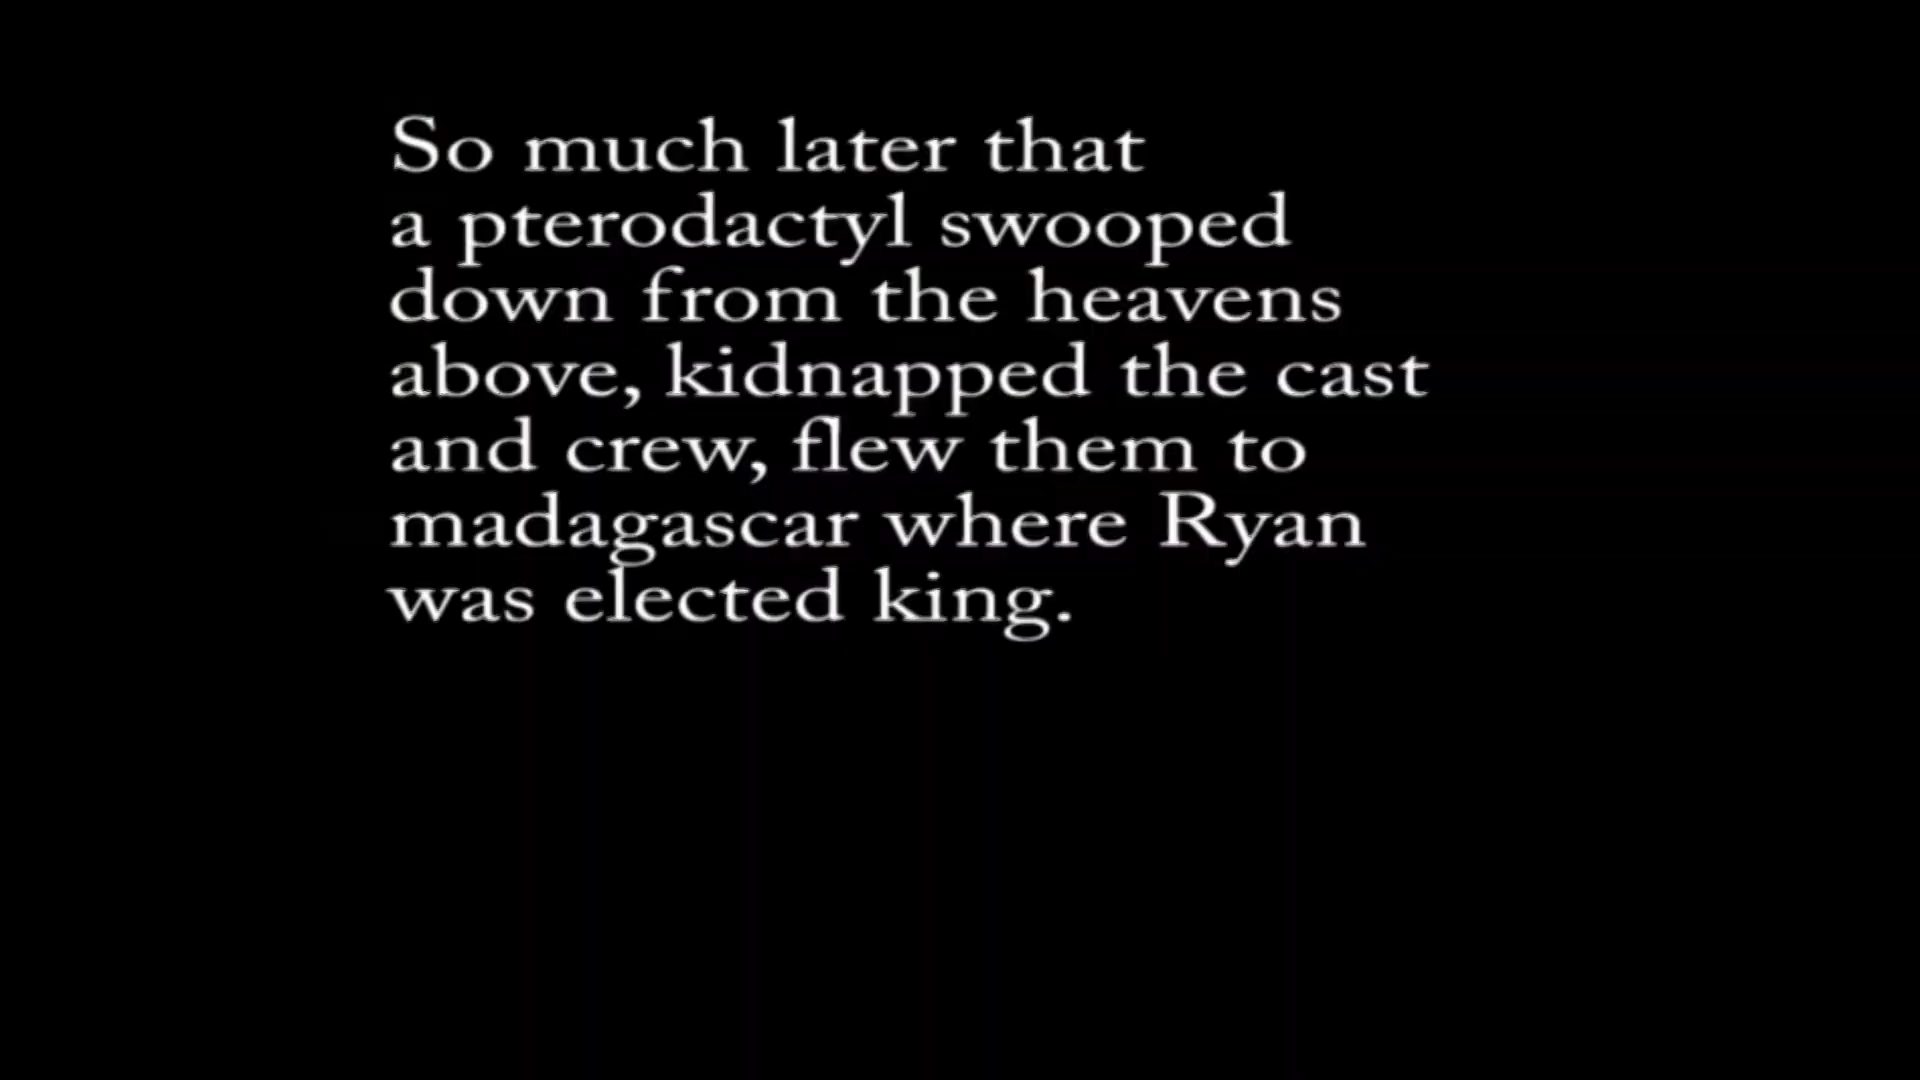 So much later that
a pterodactyl swooped
down from the heavens
above, kidnapped the cast
and crew, flew them to
madagascar where Ryan
was elected king.